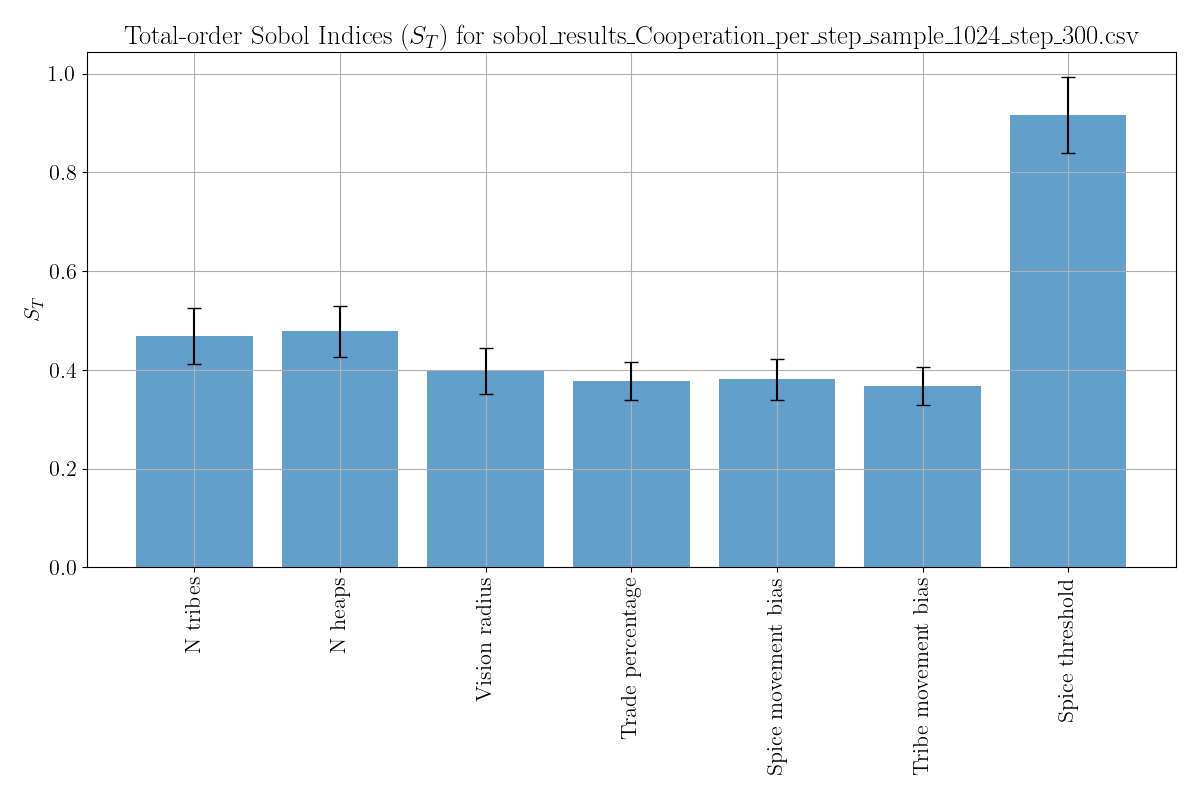 Total-order Sobol Indices (S_T) for sobol_results_Cooperation_per_step_sample_1024_step_300.csv
1.0
0.8
0.6
0.4
0.2
0.0
S_T
N tribes
N heaps
Vision radius
Trade percentage
Spice movement bias
Tribe movement bias
Spice threshold